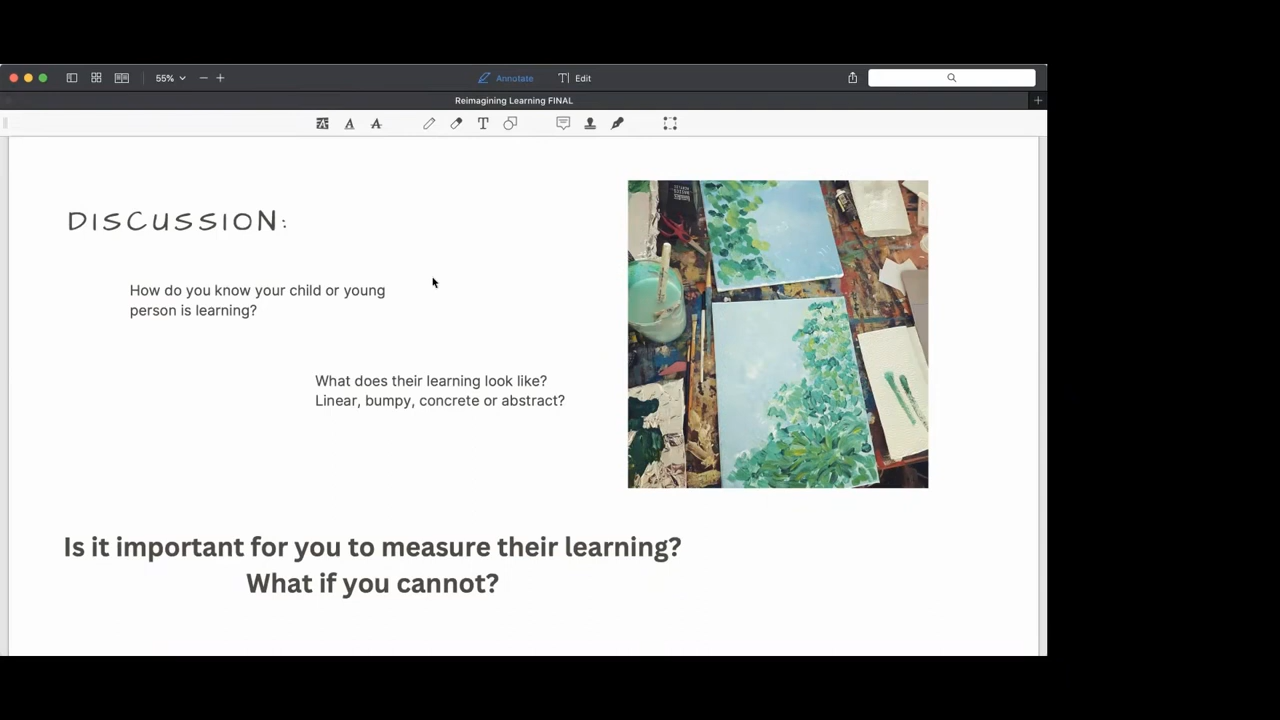 55%
Annotate
Edit
Reimagining Learning FINAL
DISCUSSION:
How do you know your child or young
person is learning?
What does their learning look like?
Linear, bumpy, concrete or abstract?
Is it important for you to measure their learning?
What if you cannot?